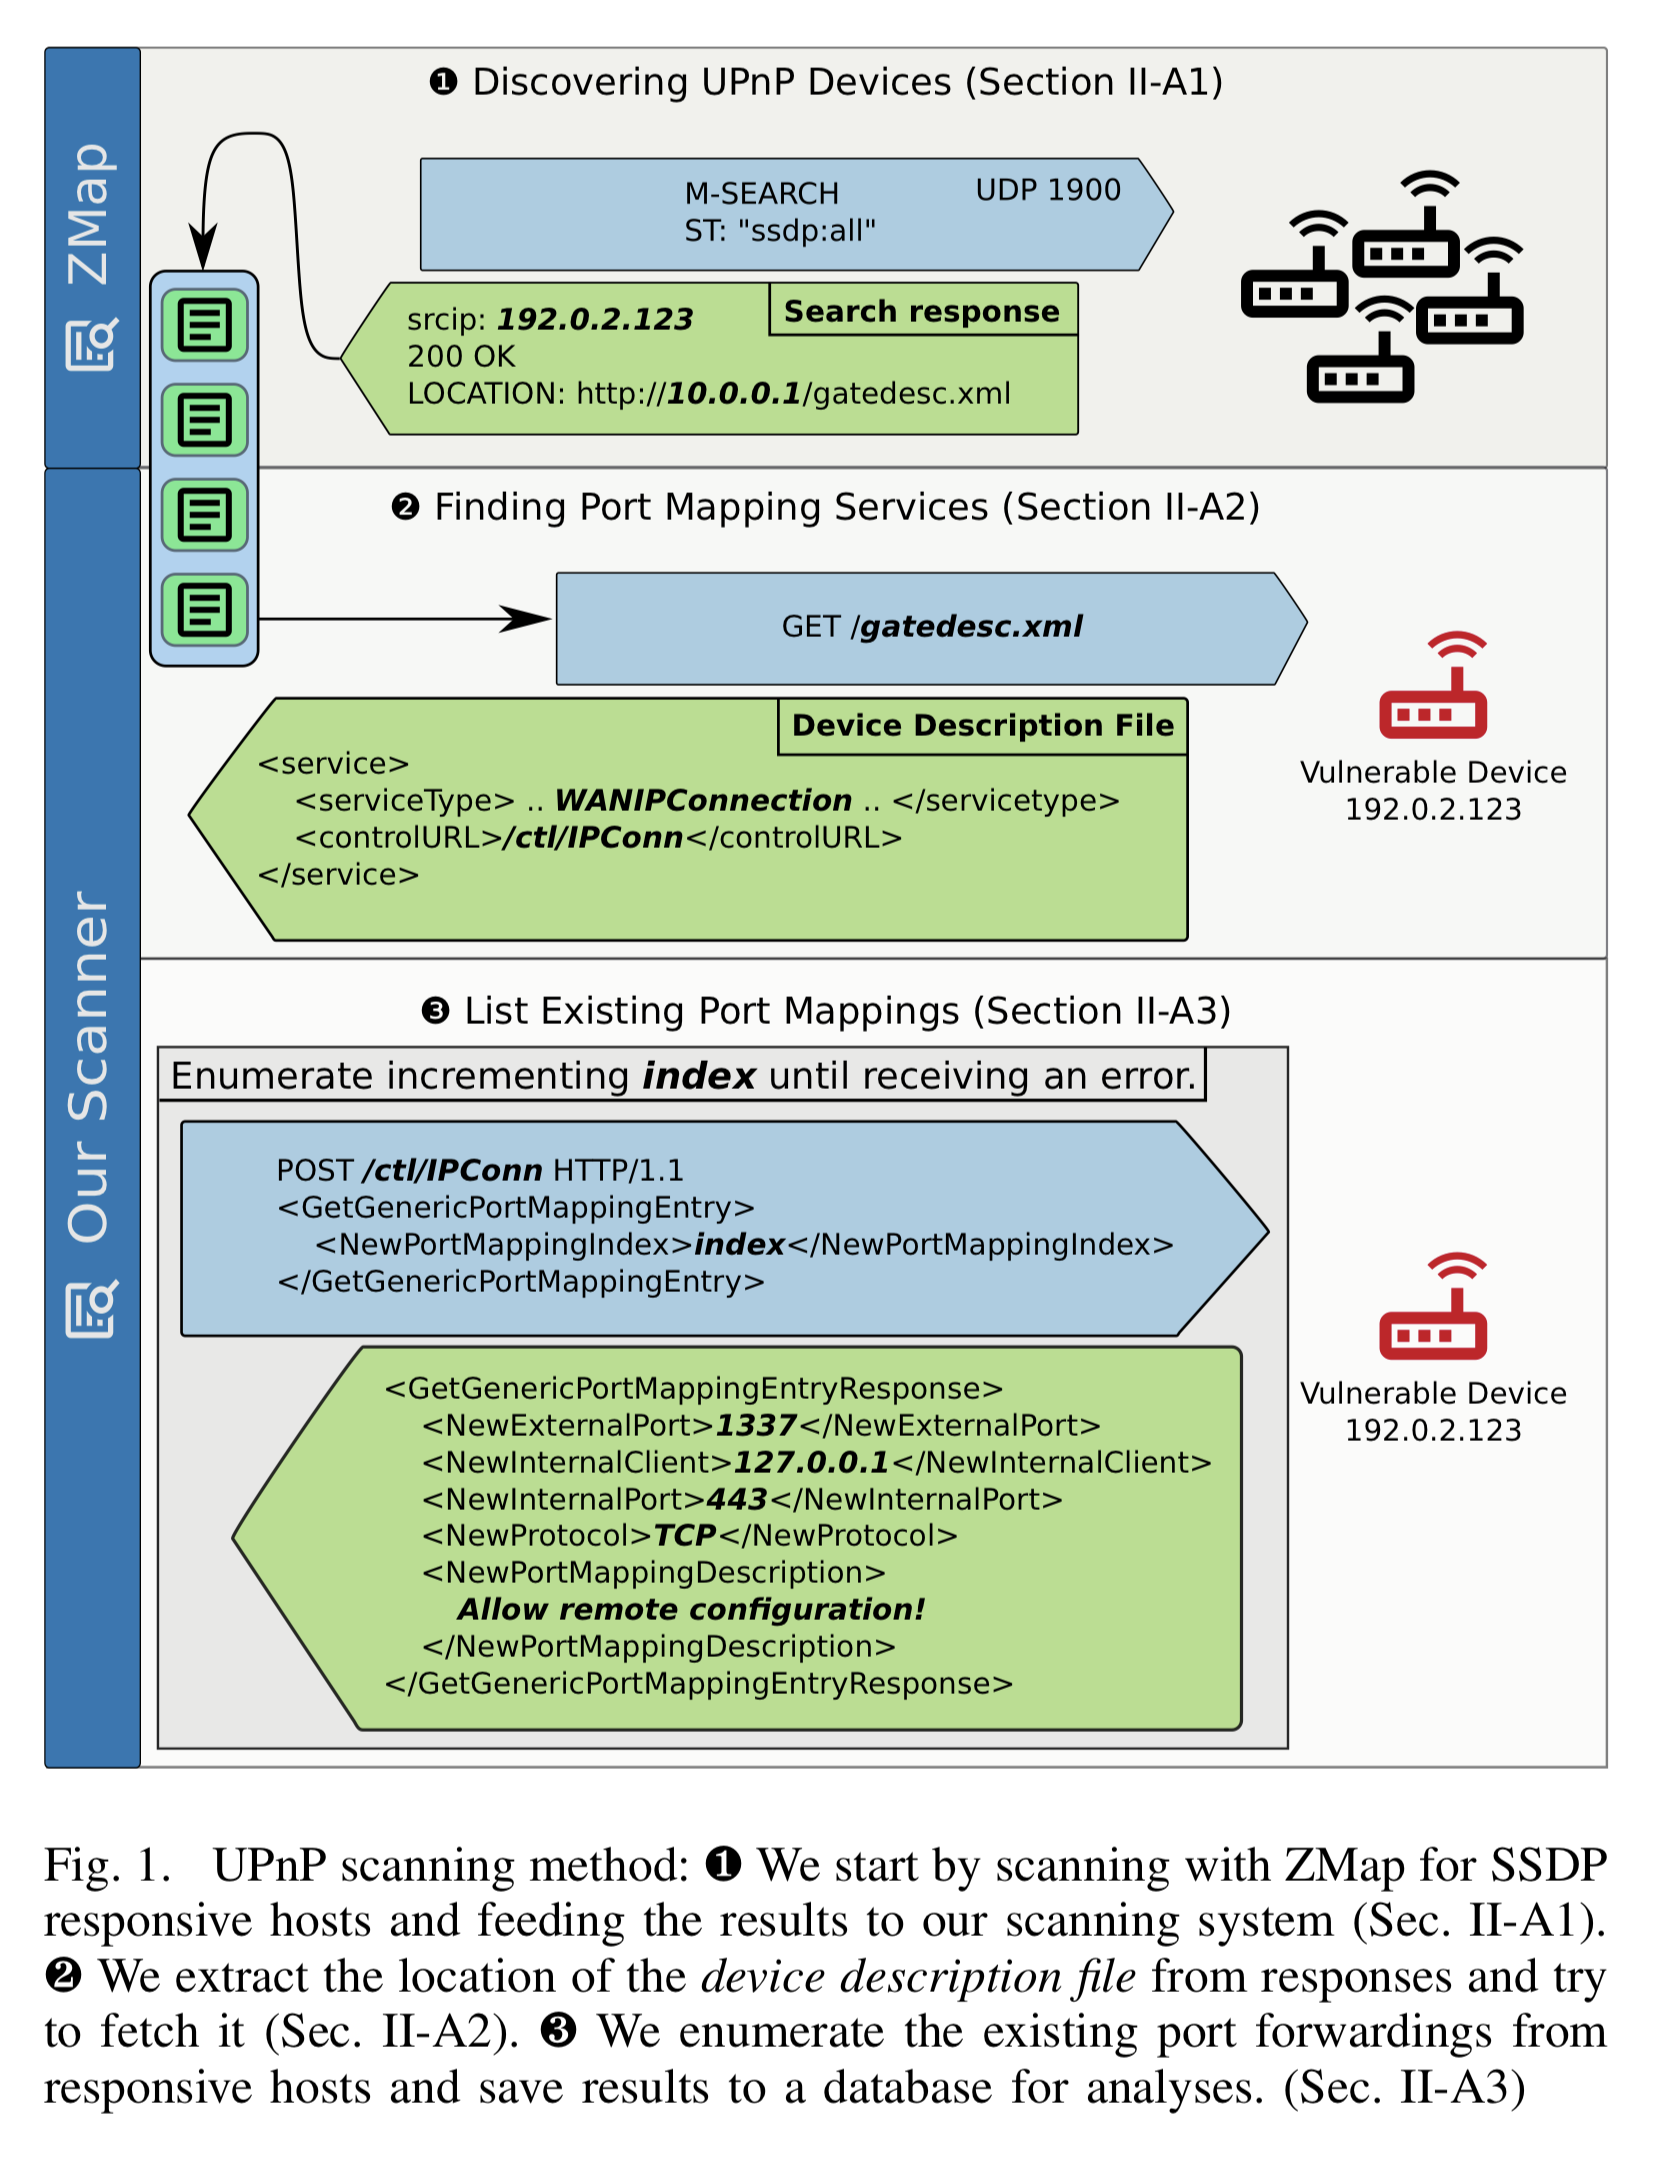 ❶ Discovering UPnP Devices (Section II-A1)
ZMap
M-SEARCH
UDP 1900
ST: "ssdp:all"
Search response
srcip: 192.0.2.123
200 OK
LOCATION: http://10.0.0.1/gatedesc.xml
❷ Finding Port Mapping Services (Section II-A2)
Our Scanner
GET /gatedesc.xml
Device Description File
<service>
<serviceType> .. WANIPConnection .. </servicetype>
<controlURL>/ctl/IPConn</controlURL>
</service>
Vulnerable Device
192.0.2.123
❸ List Existing Port Mappings (Section II-A3)
Enumerate incrementing index until receiving an error.
POST /ctl/IPConn HTTP/1.1
<GetGenericPortMappingEntry>
<NewPortMappingIndex>index</NewPortMappingIndex>
</GetGenericPortMappingEntry>
<GetGenericPortMappingEntryResponse>
<NewExternalPort>1337</NewExternalPort>
<NewInternalClient>127.0.0.1</NewInternalClient>
<NewInternalPort>443</NewInternalPort>
<NewProtocol>TCP</NewProtocol>
<NewPortMappingDescription>
Allow remote configuration!
</NewPortMappingDescription>
</GetGenericPortMappingEntryResponse>
Vulnerable Device
192.0.2.123
Fig. 1. UPnP scanning method: ❶ We start by scanning with ZMap for SSDP
responsive hosts and feeding the results to our scanning system (Sec. II-A1).
❷ We extract the location of the device description file from responses and try
to fetch it (Sec. II-A2). ❸ We enumerate the existing port forwardings from
responsive hosts and save results to a database for analyses. (Sec. II-A3)